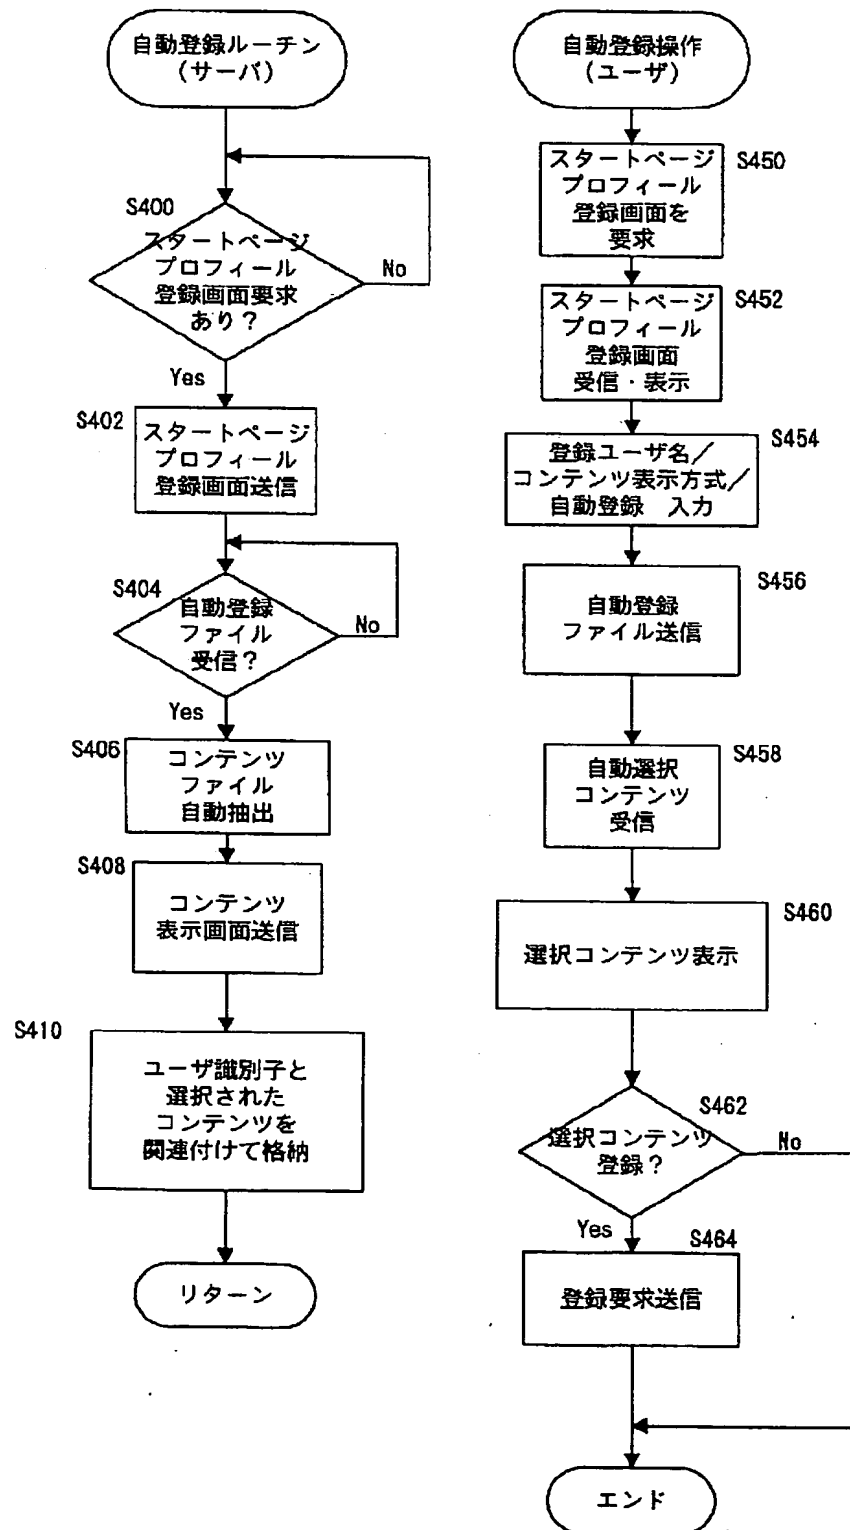 自動登録ルーチン
(サーバ)
S400
スタートページ
プロフィール
登録画面要求
あり?
No
Yes
S402
スタートページ
プロフィール
登録画面送信
S404
自動登録
ファイル
受信?
No
Yes
S406
コンテンツ
ファイル
自動抽出
S408
コンテンツ
表示画面送信
S410
ユーザ識別子と
選択された
コンテンツを
関連付けて格納
リターン
自動登録操作
(ユーザ)
S450
スタートページ
プロフィール
登録画面を
要求
S452
スタートページ
プロフィール
登録画面
受信・表示
S454
登録ユーザ名/
コンテンツ表示方式/
自動登録 入力
S456
自動登録
ファイル送信
S458
自動選択
コンテンツ
受信
S460
選択コンテンツ表示
S462
選択コンテンツ
登録?
No
Yes
S464
登録要求送信
エンド